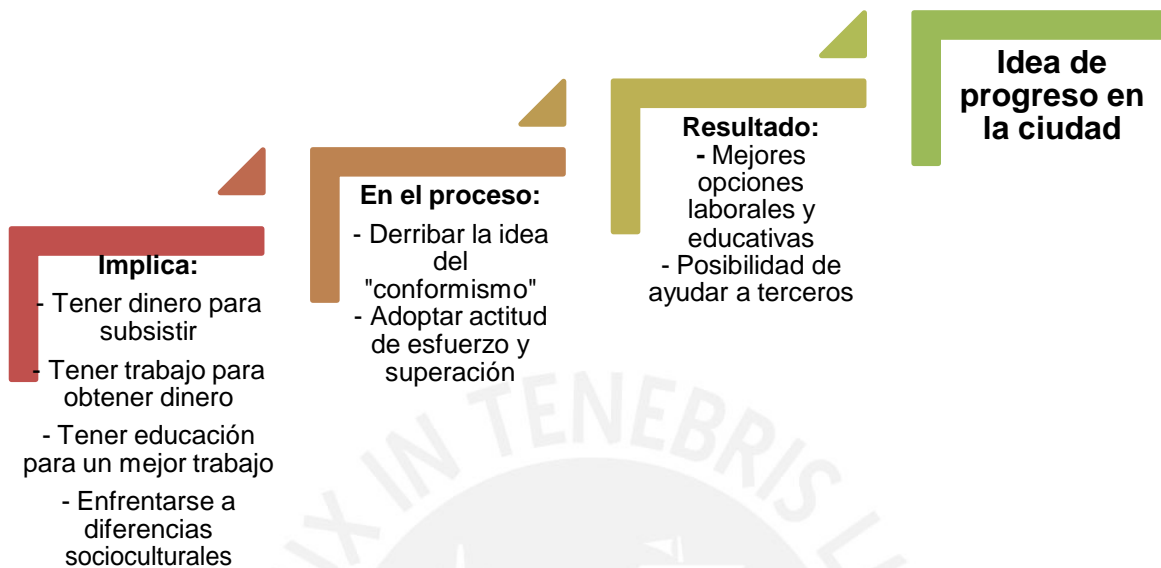 Implica:
- Tener dinero para
subsistir
- Tener trabajo para
obtener dinero
- Tener educación
para un mejor trabajo
- Enfrentarse a
diferencias
socioculturales
En el proceso:
- Derribar la idea
del
"conformismo"
- Adoptar actitud
de esfuerzo y
superación
Resultado:
- Mejores
opciones
laborales y
educativas
- Posibilidad de
ayudar a terceros
Idea de
progreso en
la ciudad
IN TENEBRIS